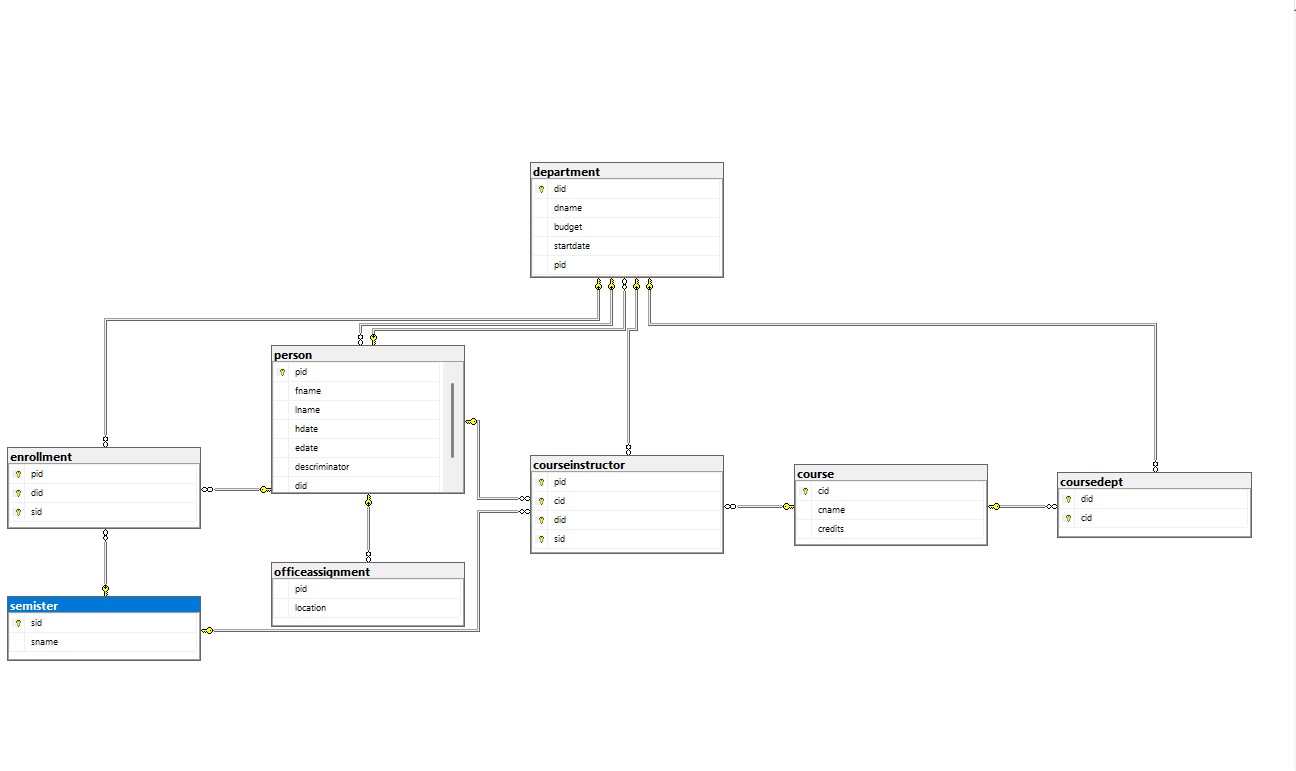 department
did
dname
budget
startdate
pid
person
pid
fname
lname
hdate
edate
descriminator
did
enrollment
pid
did
sid
courseinstructor
pid
cid
did
sid
course
cid
cname
credits
coursedept
did
cid
officeassignment
pid
location
semister
sid
sname